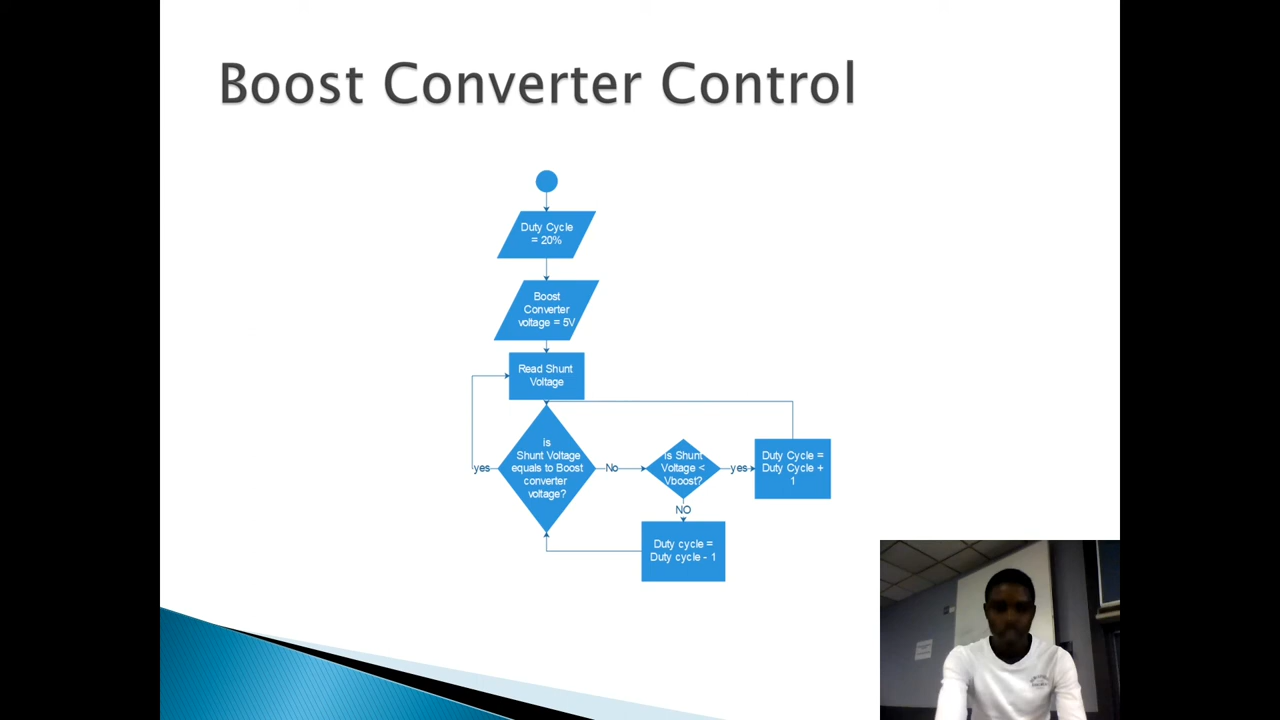 Boost Converter Control
Duty Cycle
= 20%
Boost
Converter
voltage = 5V
Read Shunt
Voltage
is
Shunt Voltage
equals to Boost
converter
voltage?
yes
No
is Shunt
Voltage <
Vboost?
yes
Duty Cycle =
Duty Cycle +
1
NO
Duty cycle =
Duty cycle - 1